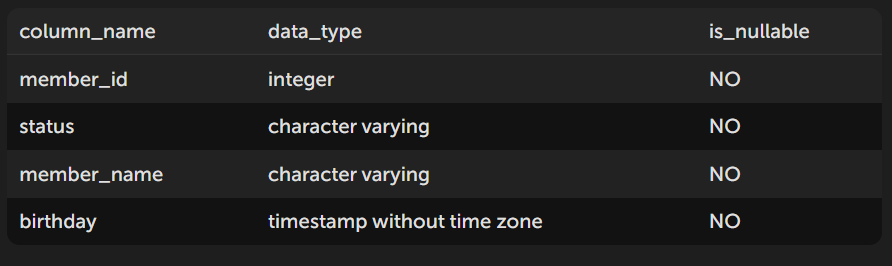 column_name data_type is_nullable
member_id integer NO
status character varying NO
member_name character varying NO
birthday timestamp without time zone NO